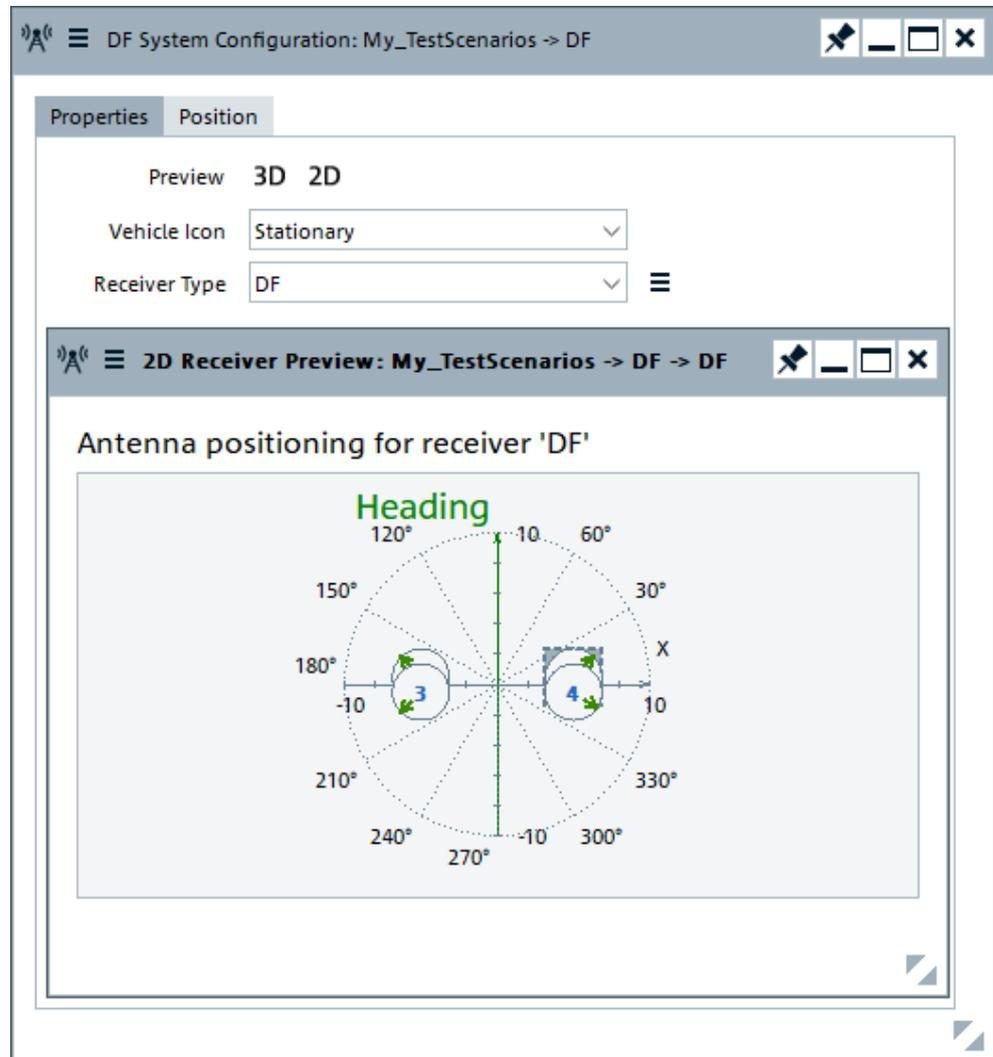 DF System Configuration: My_TestScenarios -> DF
Properties Position
Preview 3D 2D
Vehicle Icon Stationary
Receiver Type DF
2D Receiver Preview: My_TestScenarios -> DF -> DF
Antenna positioning for receiver 'DF'
Heading
120° 10 60°
150° 30°
X
180°
3 4
-10 10
210° 330°
240° -10 300°
270°